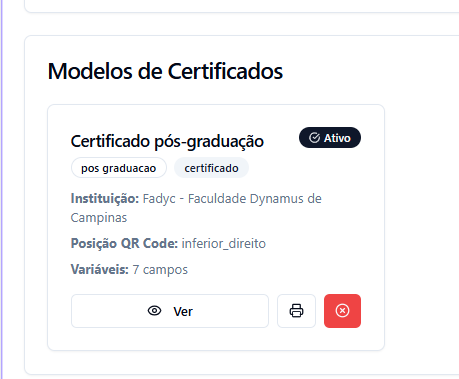 Modelos de Certificados
Certificado pós-graduação
Ativo
pos graduacao
certificado
Instituição: Fadyc - Faculdade Dynamus de
Campinas
Posição QR Code: inferior_direito
Variáveis: 7 campos
Ver